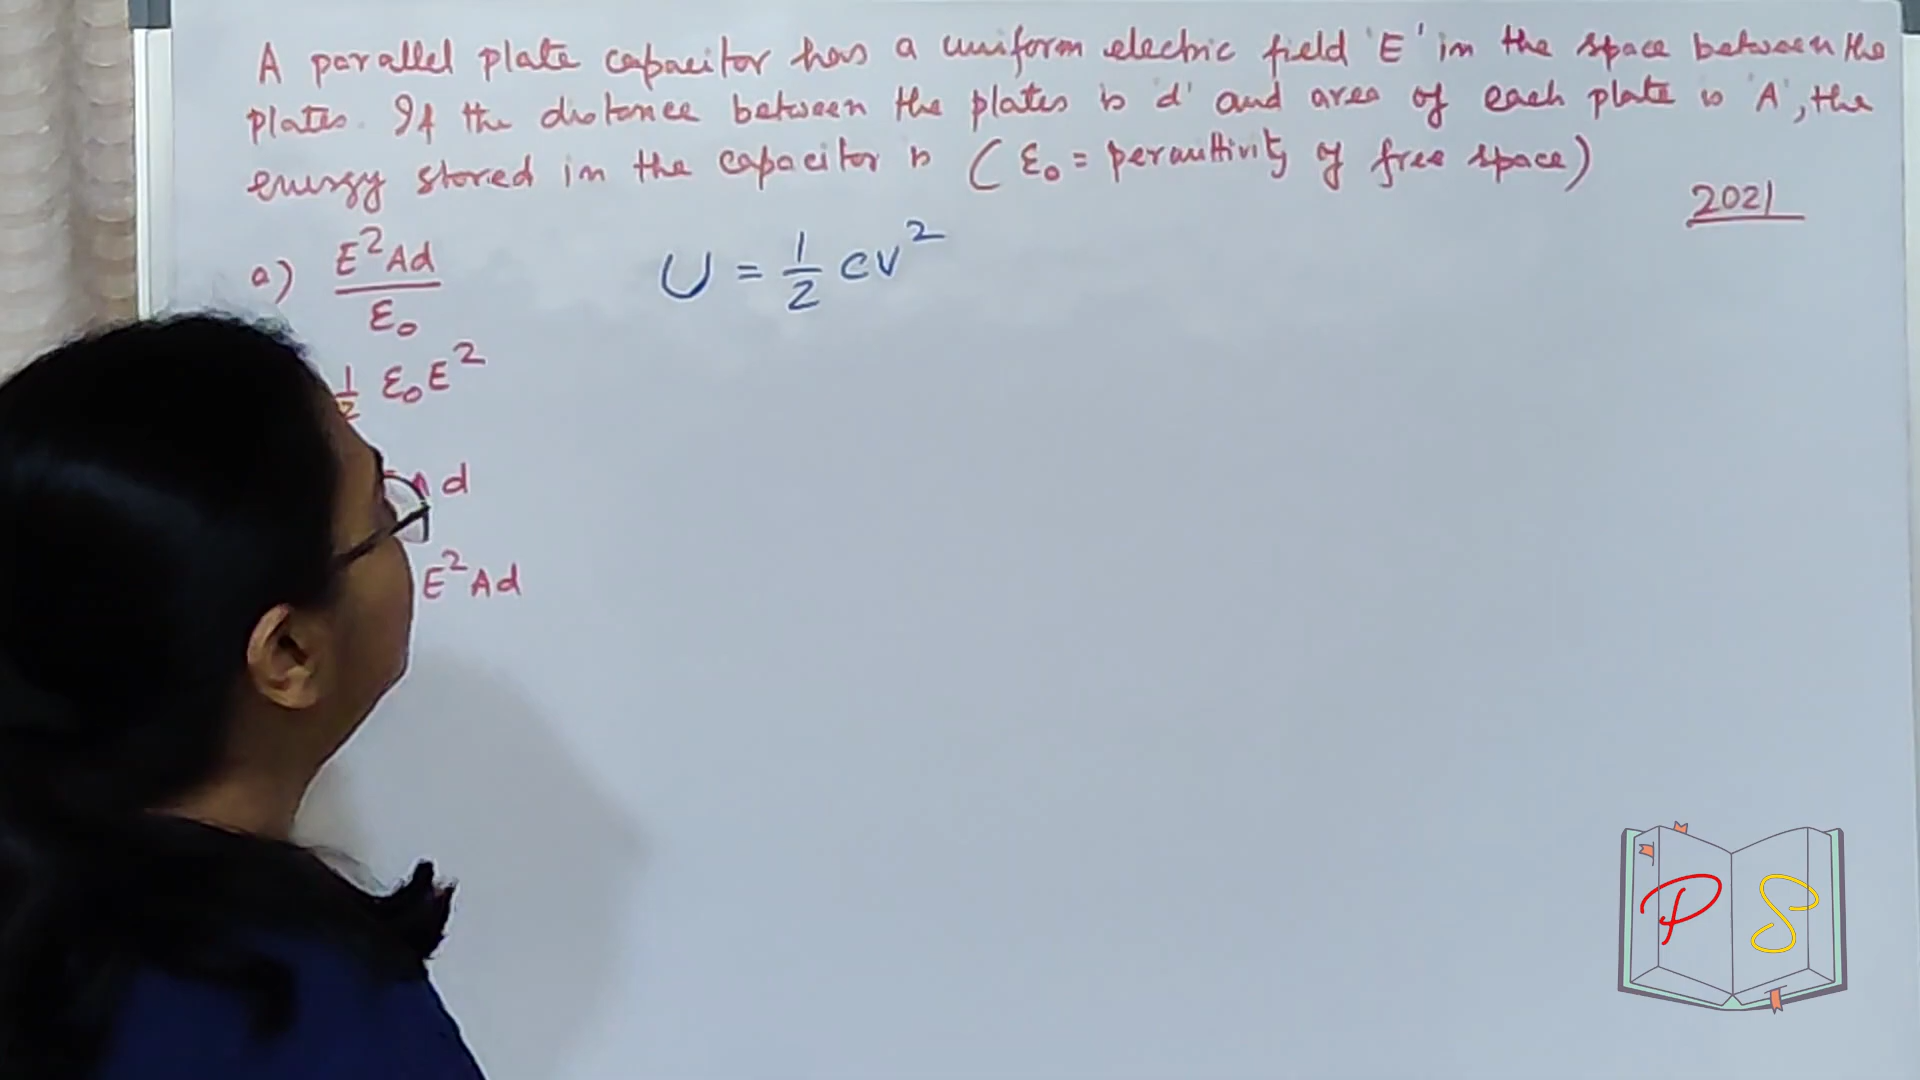 A parallel plate capacitor has a uniform electric field 'E' in the space between the
plates. If the distance between the plates is 'd' and area of each plate is 'A', the
energy stored in the capacitor is (ε₀ = permittivity of free space)
2021
a) E²Ad / ε₀
U = 1/2 CV²
1/2 ε₀E²
d
E²Ad
P S